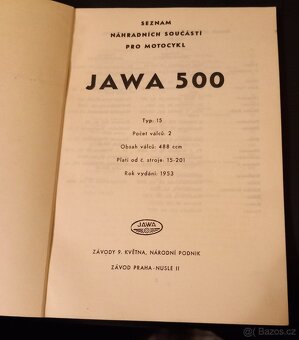 SEZNAM
NÁHRADNÍCH SOUČÁSTÍ
PRO MOTOCYKL
JAWA 500
Typ: 15
Počet válců: 2
Obsah válců: 488 ccm
Platí od č. stroje: 15-201
Rok vydání: 1953
JAWA
ZÁVODY 9. KVĚTNA, NÁRODNÍ PODNIK
ZÁVOD PRAHA-NUSLE II
Bazoš.cz